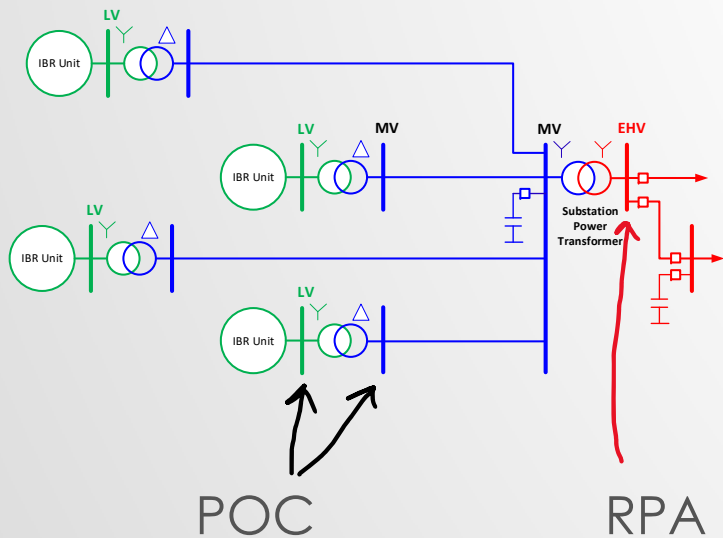 LV
IBR Unit
LV
MV
MV
EHV
IBR Unit
Substation
Power
Transformer
LV
IBR Unit
LV
IBR Unit
POC
RPA